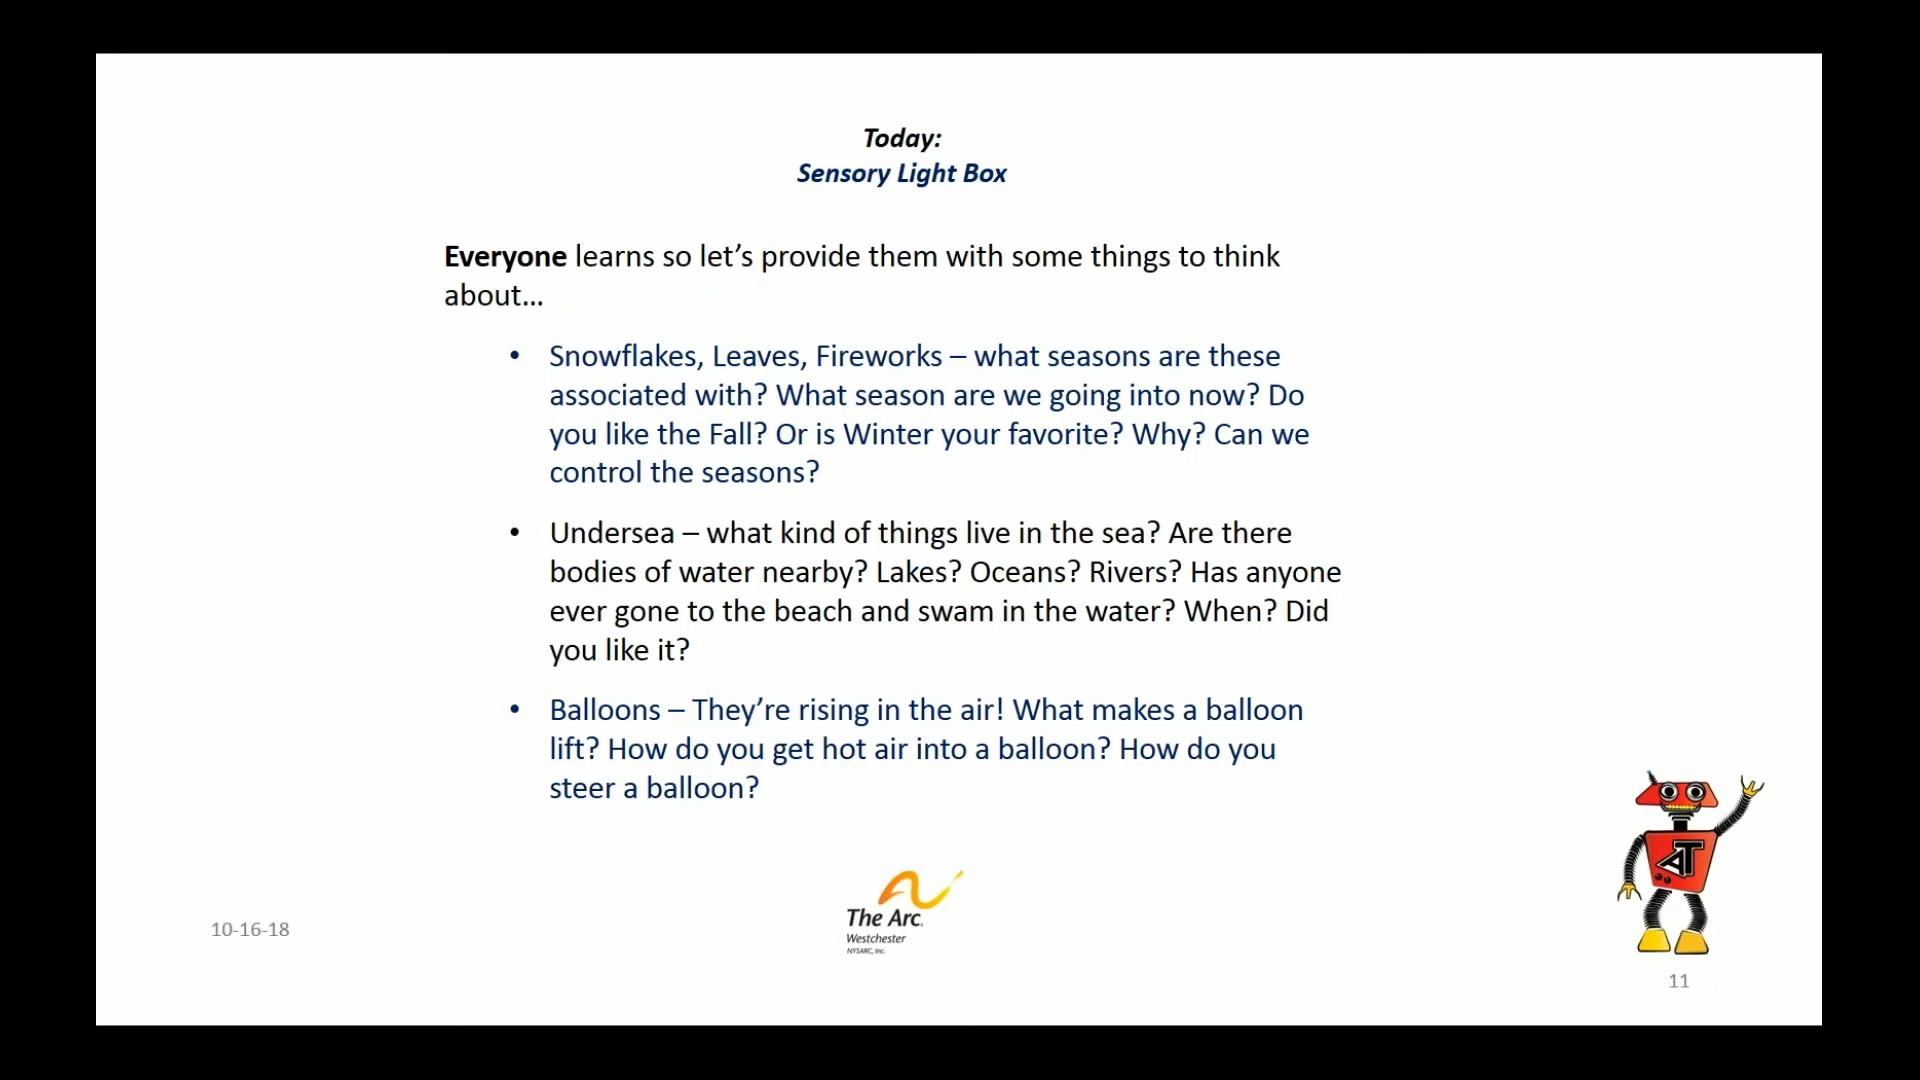 Today:
Sensory Light Box
Everyone learns so let’s provide them with some things to think
about…
• Snowflakes, Leaves, Fireworks – what seasons are these
associated with? What season are we going into now? Do
you like the Fall? Or is Winter your favorite? Why? Can we
control the seasons?
• Undersea – what kind of things live in the sea? Are there
bodies of water nearby? Lakes? Oceans? Rivers? Has anyone
ever gone to the beach and swam in the water? When? Did
you like it?
• Balloons – They’re rising in the air! What makes a balloon
lift? How do you get hot air into a balloon? How do you
steer a balloon?
AT
The Arc.
Westchester
NYSARC, Inc.
10-16-18
11